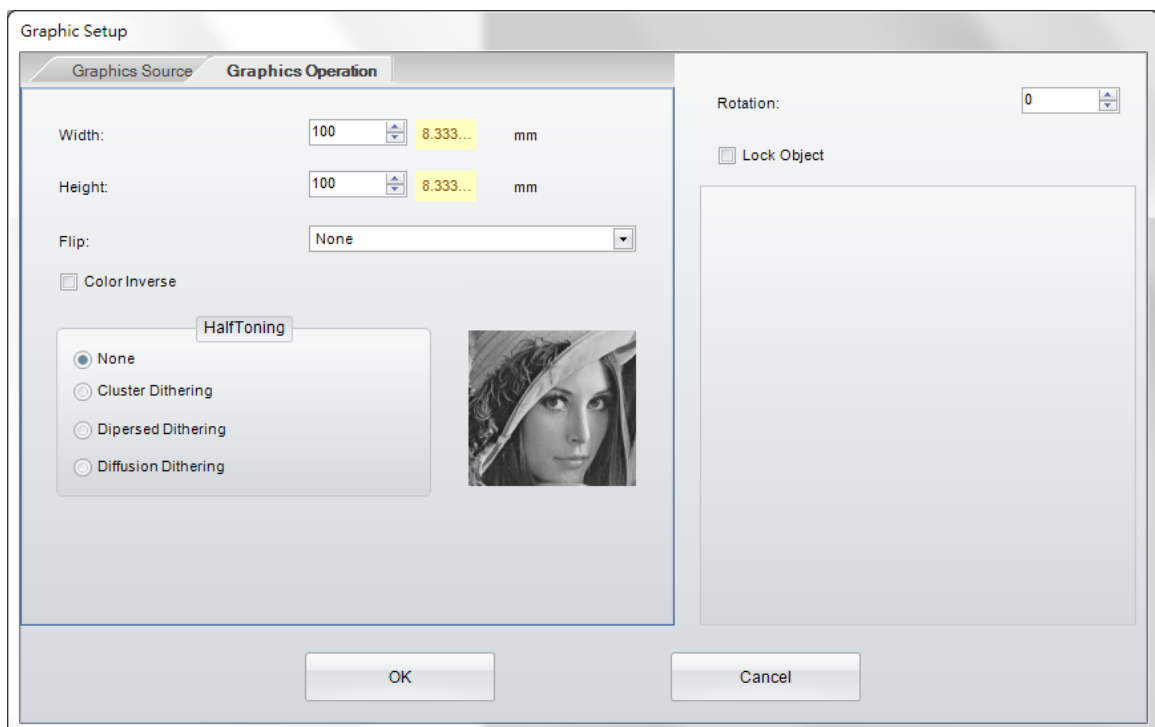 Graphic Setup
Graphics Source Graphics Operation
Width: 100 8.333... mm
Height: 100 8.333... mm
Flip: None
Color Inverse
HalfToning
None
Cluster Dithering
Dipersed Dithering
Diffusion Dithering
Rotation: 0
Lock Object
OK Cancel